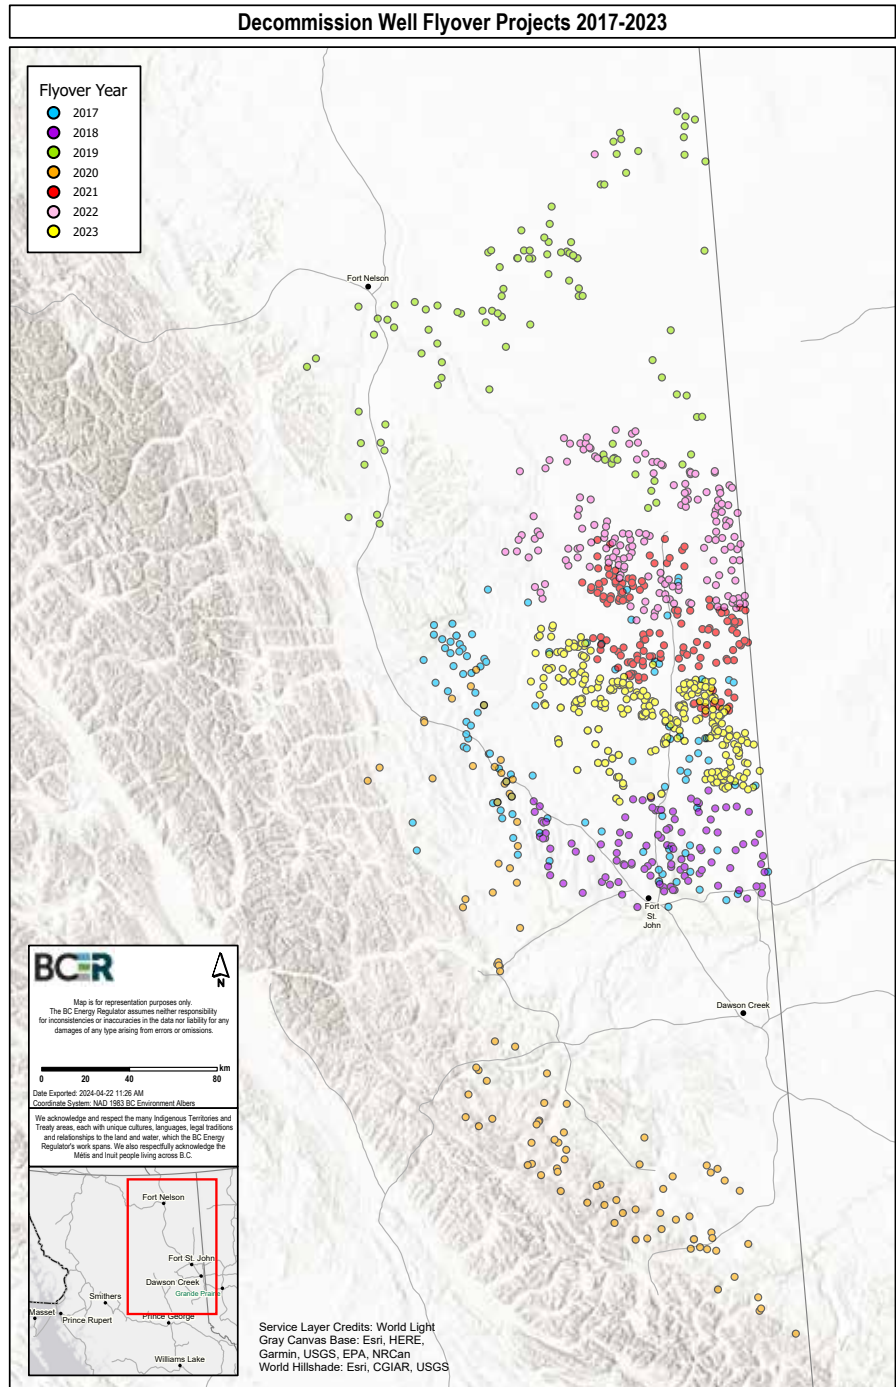 Decommission Well Flyover Projects 2017-2023
Flyover Year
2017
2018
2019
2020
2021
2022
2023
Fort Nelson
Fort
St.
John
Dawson Creek
BCER
N
Map is for representation purposes only.
The BC Energy Regulator assumes neither responsibility
for inconsistencies or inaccuracies in the data nor liability for any
damages of any type arising from errors or omissions.
km
0 20 40 80
Date Exported: 2024-04-22 11:26 AM
Coordinate System: NAD 1983 BC Environment Albers
We acknowledge and respect the many Indigenous Territories and
Treaty areas, each with unique cultures, languages, legal traditions
and relationships to the land and water, which the BC Energy
Regulator's work spans. We also respectfully acknowledge the
Métis and Inuit people living across B.C.
Fort Nelson
Fort St. John
Dawson Creek
Grande Prairie
Smithers
Masset
Prince Rupert
Prince George
Williams Lake
Service Layer Credits: World Light
Gray Canvas Base: Esri, HERE,
Garmin, USGS, EPA, NRCan
World Hillshade: Esri, CGIAR, USGS